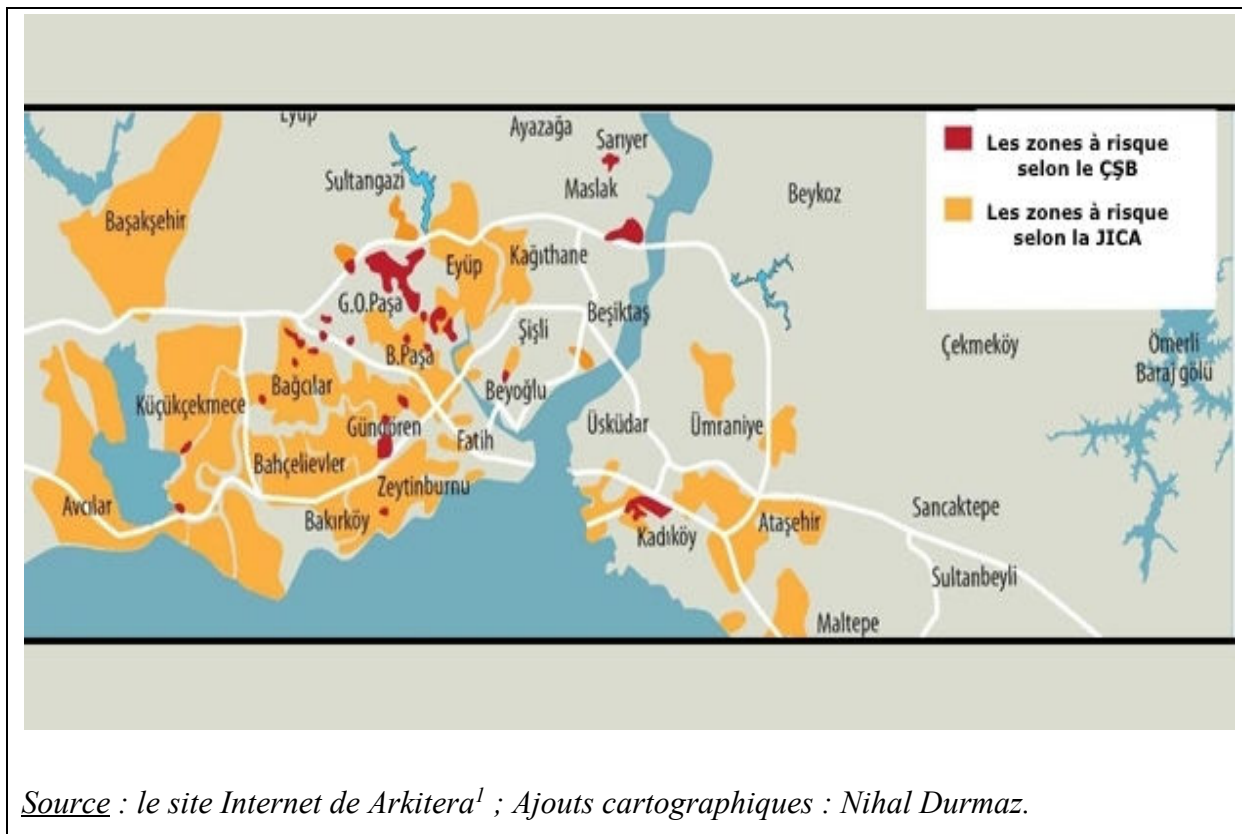 Eyüp
Ayazağa
Sarıyer
Les zones à risque
selon le ÇŞB
Sultangazi
Maslak
Beykoz
Başakşehir
Les zones à risque
selon la JICA
Eyüp
Kağıthane
G.O.Paşa
Beşiktaş
Şişli
Çekmeköy
Ömerli
Baraj gölü
B.Paşa
Bağcılar
Beyoğlu
Küçükçekmece
Üsküdar
Ümraniye
Güngören
Fatih
Bahçelievler
Zeytinburnu
Avcılar
Bakırköy
Kadıköy
Ataşehir
Sancaktepe
Sultanbeyli
Maltepe
Source : le site Internet de Arkitera1 ; Ajouts cartographiques : Nihal Durmaz.